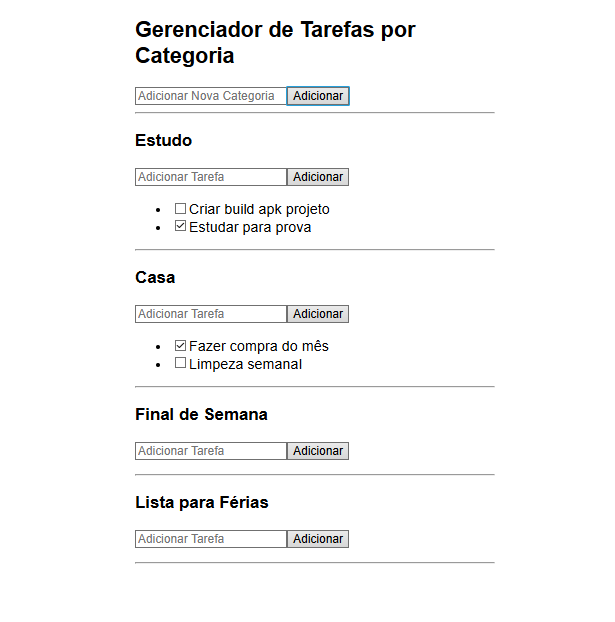 Gerenciador de Tarefas por
Categoria
Adicionar Nova Categoria Adicionar
Estudo
Adicionar Tarefa Adicionar
Criar build apk projeto
Estudar para prova
Casa
Adicionar Tarefa Adicionar
Fazer compra do mês
Limpeza semanal
Final de Semana
Adicionar Tarefa Adicionar
Lista para Férias
Adicionar Tarefa Adicionar